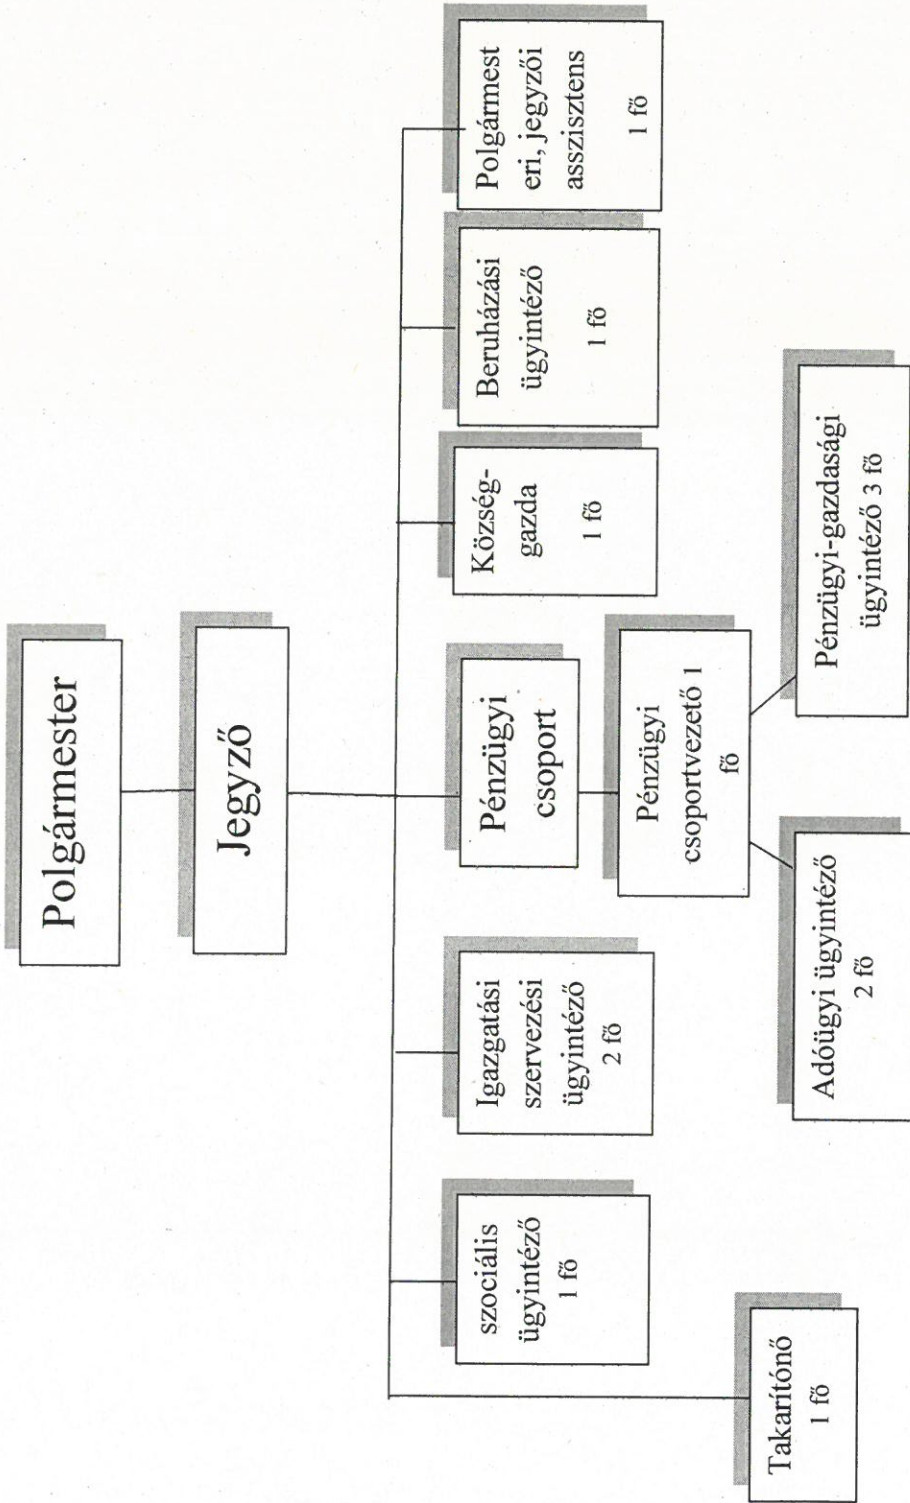 Polgármester
Jegyző
szociális
ügyintéző
1 fő
Igazgatási
szervezési
ügyintéző
2 fő
Pénzügyi
csoport
Község-
gazda
1 fő
Beruházási
ügyintéző
1 fő
Polgármest
eri, jegyzői
asszisztens
1 fő
Pénzügyi
csoportvezető 1
fő
Takarítónő
1 fő
Adóügyi ügyintéző
2 fő
Pénzügyi-gazdasági
ügyintéző 3 fő